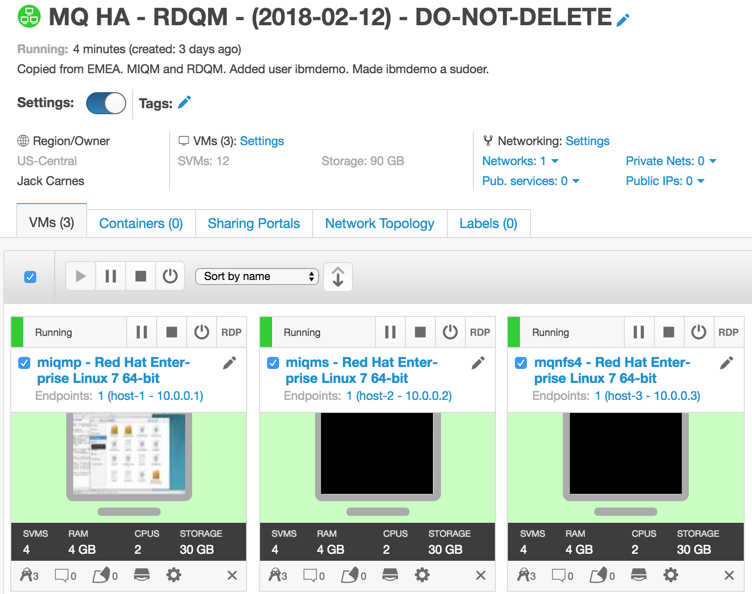 MQ HA - RDQM - (2018-02-12) - DO-NOT-DELETE
Running: 4 minutes (created: 3 days ago)
Copied from EMEA. MIQM and RDQM. Added user ibmdemo. Made ibmdemo a sudoer.
Settings: Tags:
Region/Owner VMs (3): Settings Networking: Settings
US-Central SVMs: 12 Storage: 90 GB Networks: 1 Private Nets: 0
Jack Carnes Pub. services: 0 Public IPs: 0
VMs (3) Containers (0) Sharing Portals Network Topology Labels (0)
Sort by name
Running RDP
miqmp - Red Hat Enter-
prise Linux 7 64-bit
Endpoints: 1 (host-1 - 10.0.0.1)
SVMS RAM CPUS STORAGE
4 4 GB 2 30 GB
3 0 0
Running RDP
miqms - Red Hat Enter-
prise Linux 7 64-bit
Endpoints: 1 (host-2 - 10.0.0.2)
SVMS RAM CPUS STORAGE
4 4 GB 2 30 GB
3 0 0
Running RDP
mqnfs4 - Red Hat Enter-
prise Linux 7 64-bit
Endpoints: 1 (host-3 - 10.0.0.3)
SVMS RAM CPUS STORAGE
4 4 GB 2 30 GB
3 0 0